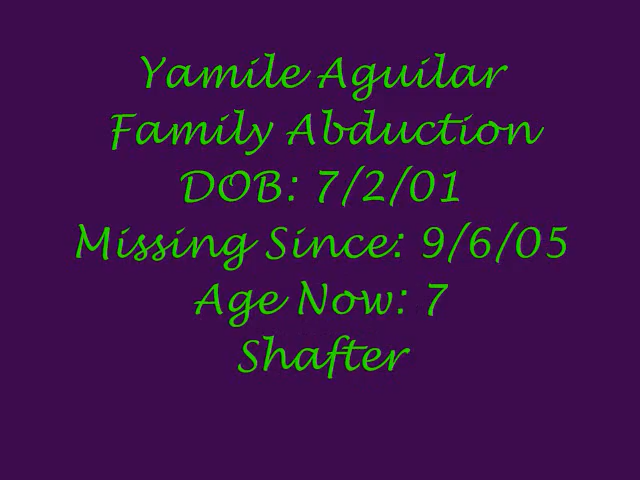 Yamile Aguilar
Family Abduction
DOB: 7/2/01
Missing Since: 9/6/05
Age Now: 7
Shafter